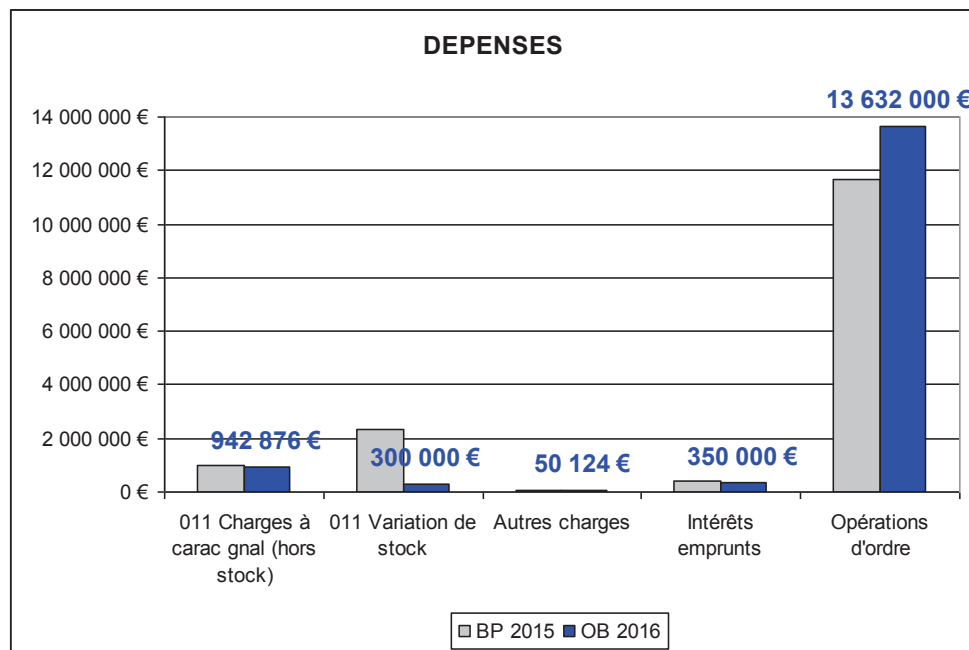 DEPENSES
13 632 000 €
14 000 000 €
12 000 000 €
10 000 000 €
8 000 000 €
6 000 000 €
4 000 000 €
2 000 000 €
0 €
942 876 €
300 000 €
50 124 €
350 000 €
011 Charges à
carac gnal (hors
stock)
011 Variation de
stock
Autres charges
Intérêts
emprunts
Opérations
d'ordre
BP 2015
OB 2016